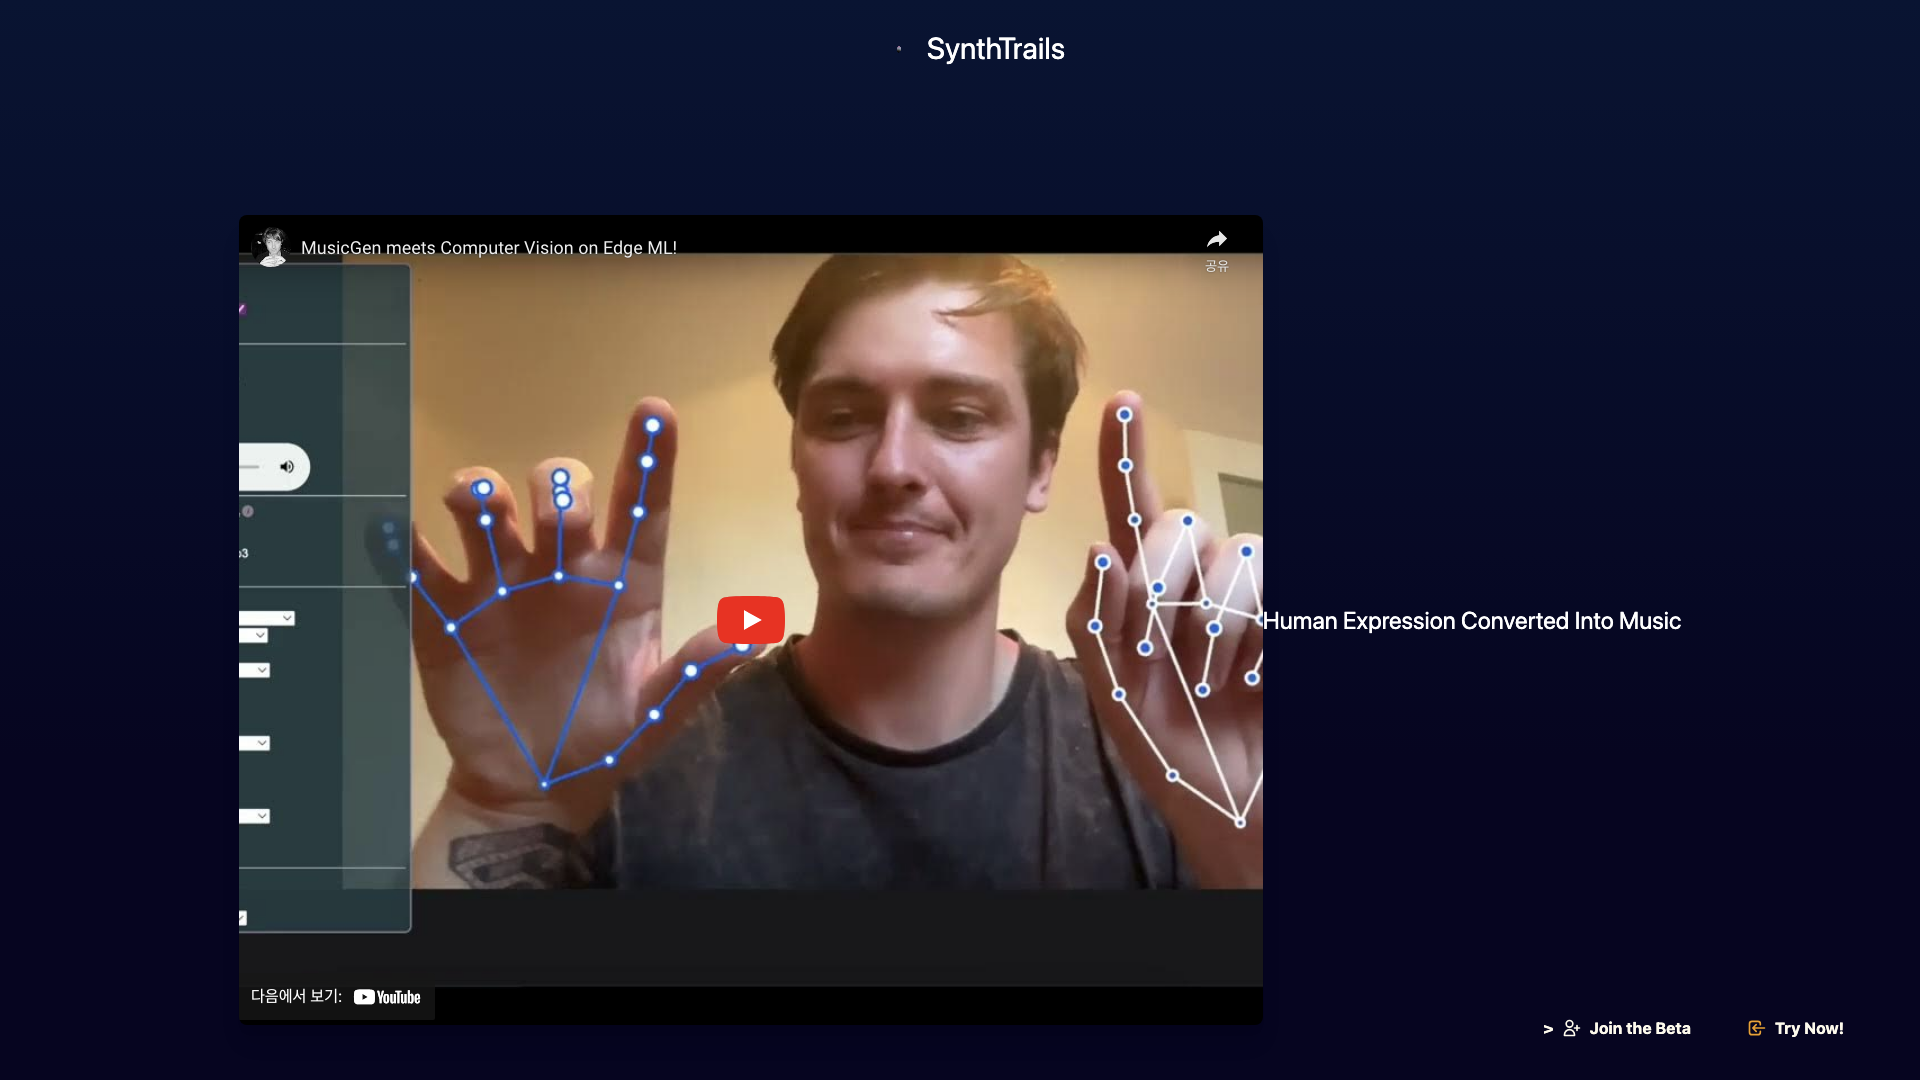 SynthTrails
MusicGen meets Computer Vision on Edge ML!
공유
Human Expression Converted Into Music
다음에서 보기: YouTube
> Join the Beta
Try Now!